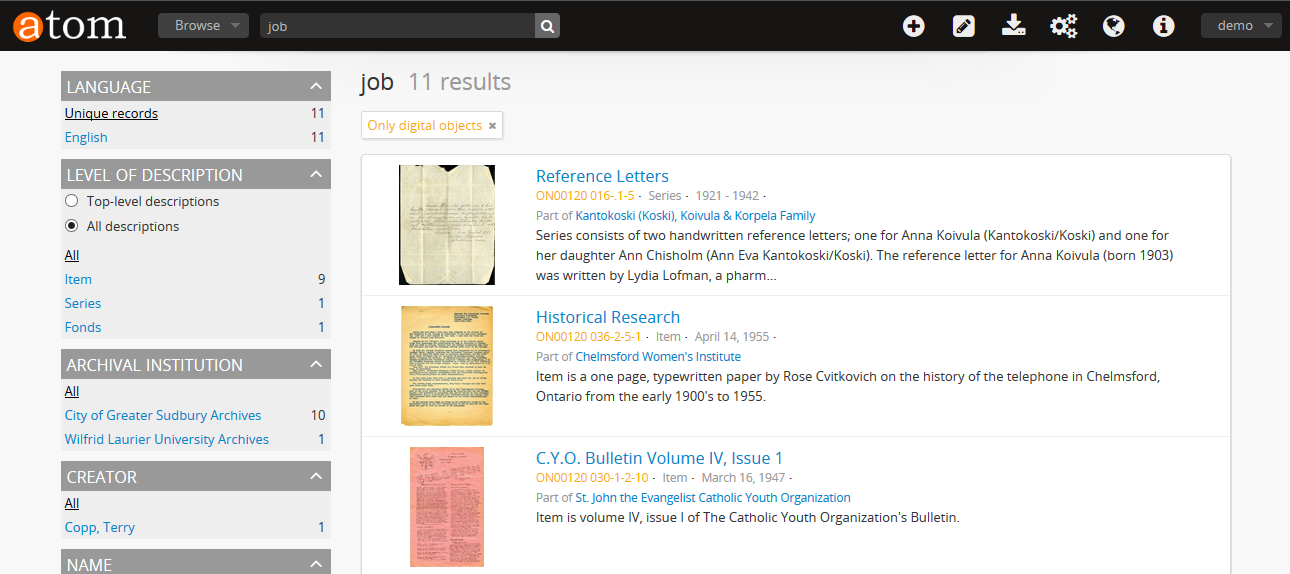 atom
Browse
job
demo
LANGUAGE
Unique records 11
English 11
LEVEL OF DESCRIPTION
Top-level descriptions
All descriptions
All
Item 9
Series 1
Fonds 1
ARCHIVAL INSTITUTION
All
City of Greater Sudbury Archives 10
Wilfrid Laurier University Archives 1
CREATOR
All
Copp, Terry 1
NAME
job 11 results
Only digital objects ×
Reference Letters
ON00120 016-.1-5 · Series · 1921 - 1942 ·
Part of Kantokoski (Koski), Koivula & Korpela Family
Series consists of two handwritten reference letters; one for Anna Koivula (Kantokoski/Koski) and one for
her daughter Ann Chisholm (Ann Eva Kantokoski/Koski). The reference letter for Anna Koivula (born 1903)
was written by Lydia Lofman, a pharm...
Historical Research
ON00120 036-2-5-1 · Item · April 14, 1955 ·
Part of Chelmsford Women's Institute
Item is a one page, typewritten paper by Rose Cvitkovich on the history of the telephone in Chelmsford,
Ontario from the early 1900's to 1955.
C.Y.O. Bulletin Volume IV, Issue 1
ON00120 030-1-2-10 · Item · March 16, 1947 ·
Part of St. John the Evangelist Catholic Youth Organization
Item is volume IV, issue I of The Catholic Youth Organization's Bulletin.